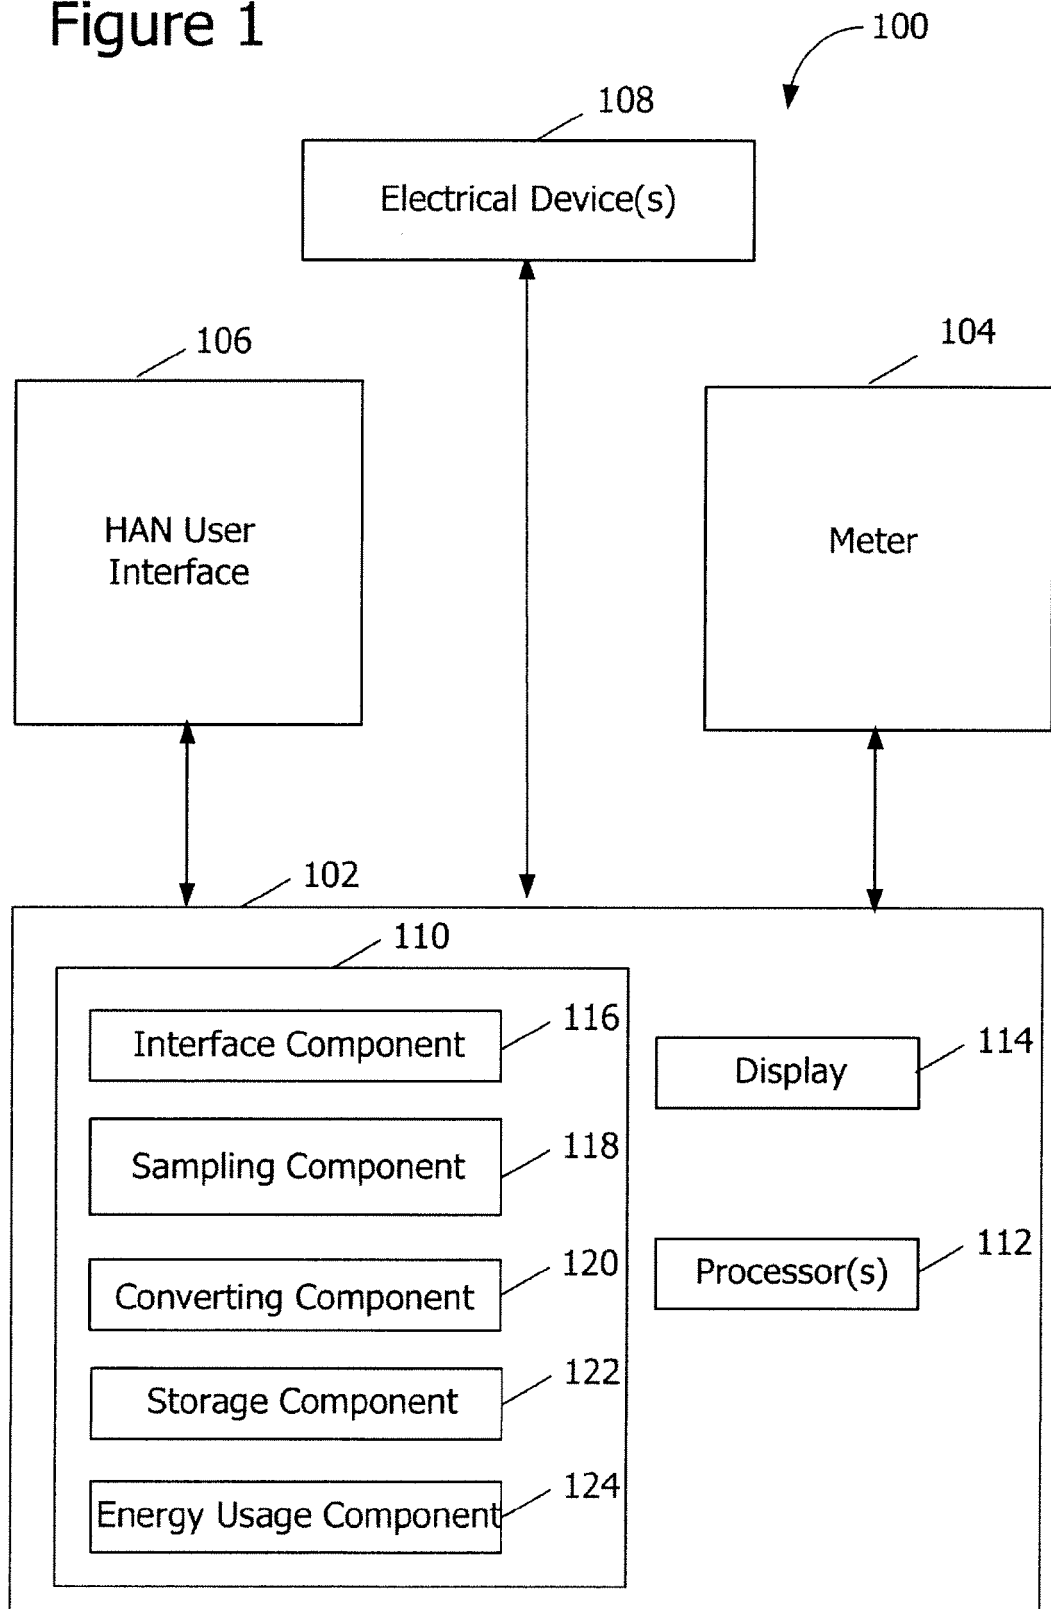 Figure 1
100
108
Electrical Device(s)
106
104
HAN User
Interface
Meter
102
110
Interface Component
116
Display
114
Sampling Component
118
Converting Component
120
Processor(s)
112
Storage Component
122
Energy Usage Component
124